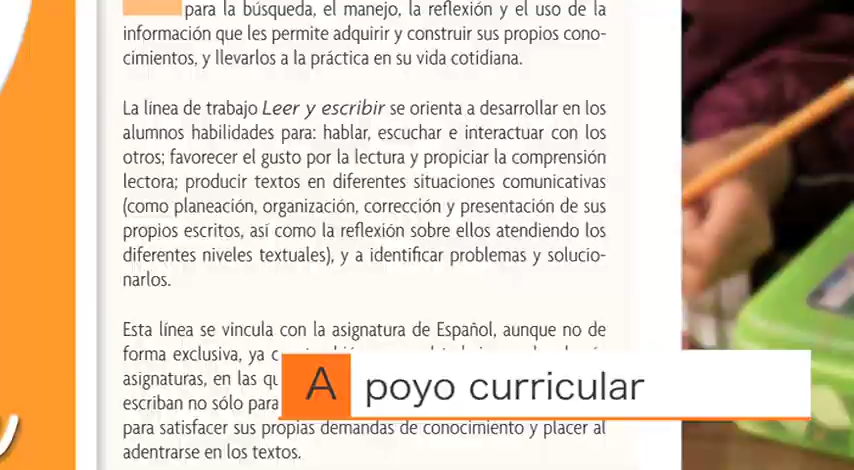 para la búsqueda, el manejo, la reflexión y el uso de la
información que les permite adquirir y construir sus propios cono-
cimientos, y llevarlos a la práctica en su vida cotidiana.
La línea de trabajo Leer y escribir se orienta a desarrollar en los
alumnos habilidades para: hablar, escuchar e interactuar con los
otros; favorecer el gusto por la lectura y propiciar la comprensión
lectora; producir textos en diferentes situaciones comunicativas
(como planeación, organización, corrección y presentación de sus
propios escritos, así como la reflexión sobre ellos atendiendo los
diferentes niveles textuales), y a identificar problemas y solucio-
narlos.
Esta línea se vincula con la asignatura de Español, aunque no de
forma exclusiva, ya
asignaturas, en las
escriban no sólo para
para satisfacer sus propias demandas de conocimiento y placer al
adentrarse en los textos.
Apoyo curricular